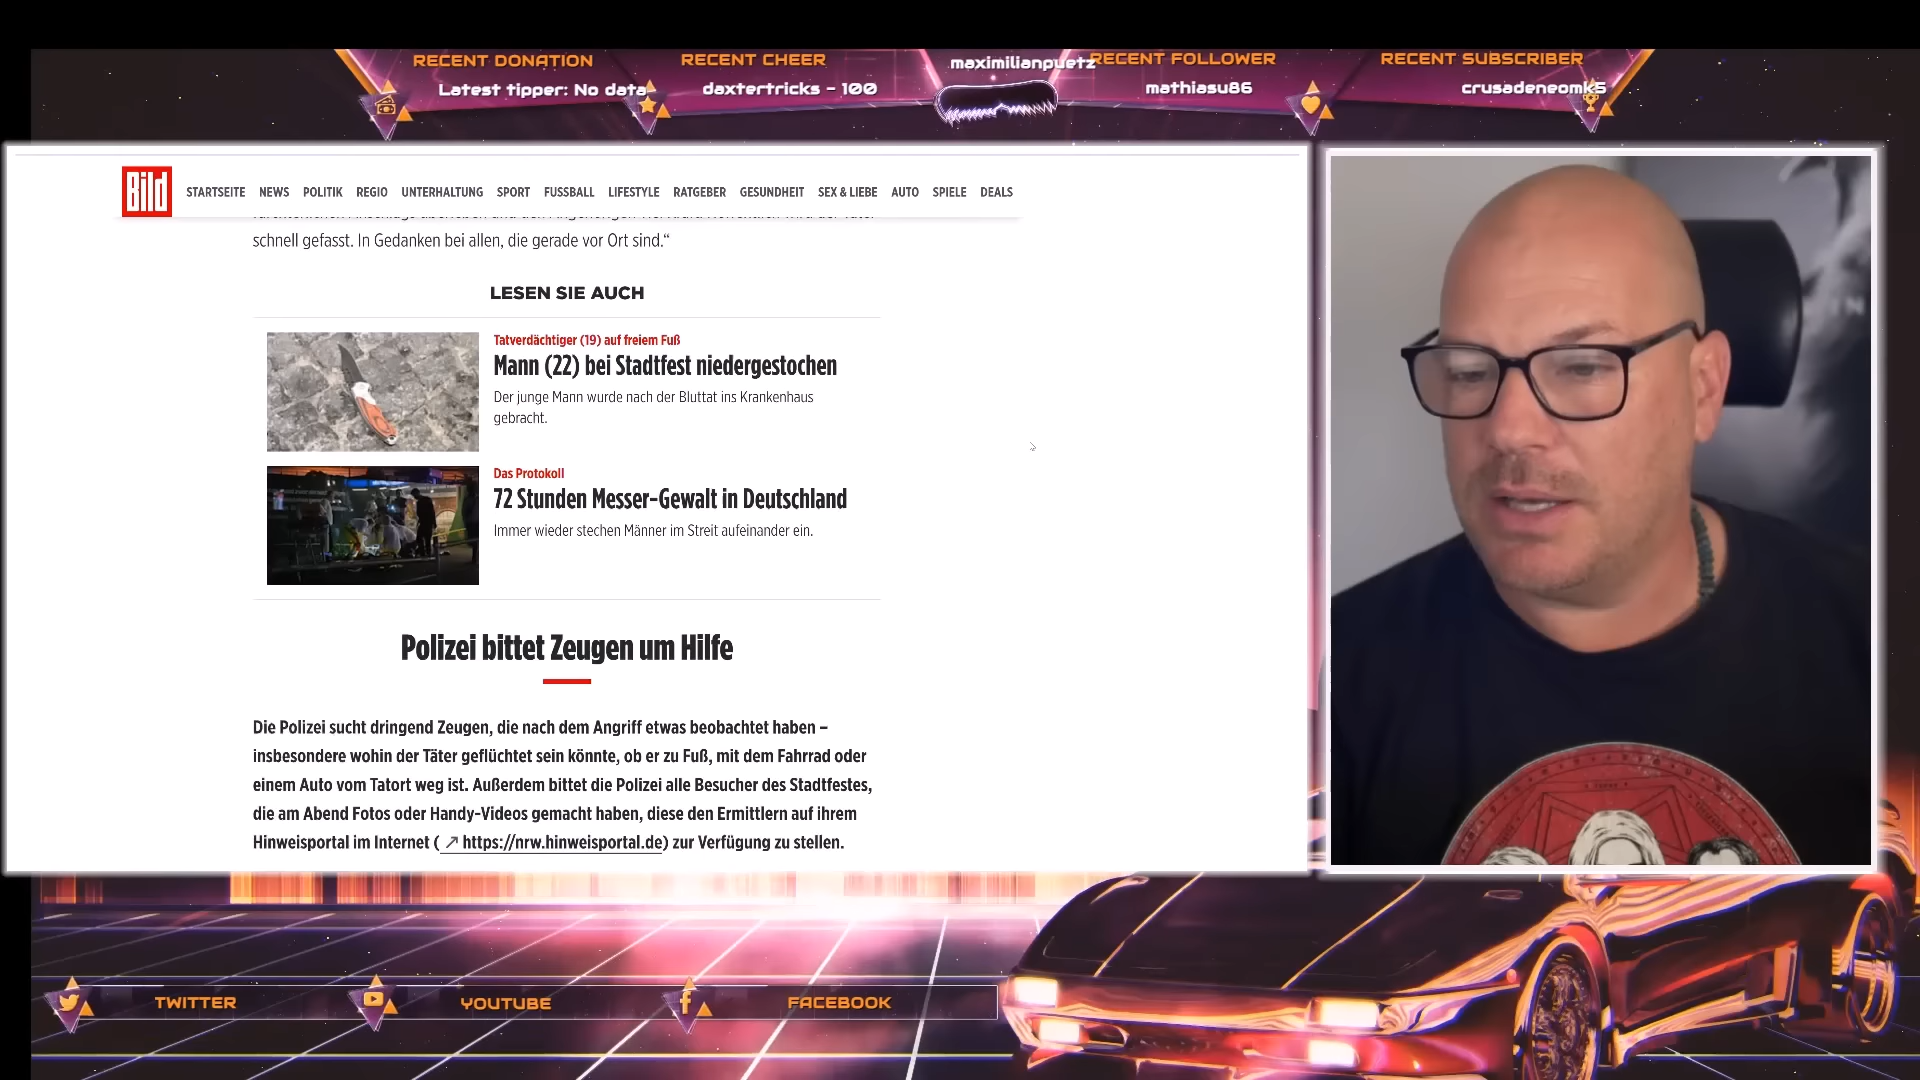 RECENT DONATION
Latest tipper: No data
RECENT CHEER
daxtertricks - 100
maximilianpuetz
RECENT FOLLOWER
mathiasu86
RECENT SUBSCRIBER
crusadeneomk5
Bild
STARTSEITE NEWS POLITIK REGIO UNTERHALTUNG SPORT FUSSBALL LIFESTYLE RATGEBER GESUNDHEIT SEX & LIEBE AUTO SPIELE DEALS
schnell gefasst. In Gedanken bei allen, die gerade vor Ort sind.“
LESEN SIE AUCH
Tatverdächtiger (19) auf freiem Fuß
Mann (22) bei Stadtfest niedergestochen
Der junge Mann wurde nach der Bluttat ins Krankenhaus
gebracht.
Das Protokoll
72 Stunden Messer-Gewalt in Deutschland
Immer wieder stechen Männer im Streit aufeinander ein.
Polizei bittet Zeugen um Hilfe
Die Polizei sucht dringend Zeugen, die nach dem Angriff etwas beobachtet haben –
insbesondere wohin der Täter geflüchtet sein könnte, ob er zu Fuß, mit dem Fahrrad oder
einem Auto vom Tatort weg ist. Außerdem bittet die Polizei alle Besucher des Stadtfestes,
die am Abend Fotos oder Handy-Videos gemacht haben, diese den Ermittlern auf ihrem
Hinweisportal im Internet (↗ https://nrw.hinweisportal.de) zur Verfügung zu stellen.
TWITTER
YOUTUBE
FACEBOOK